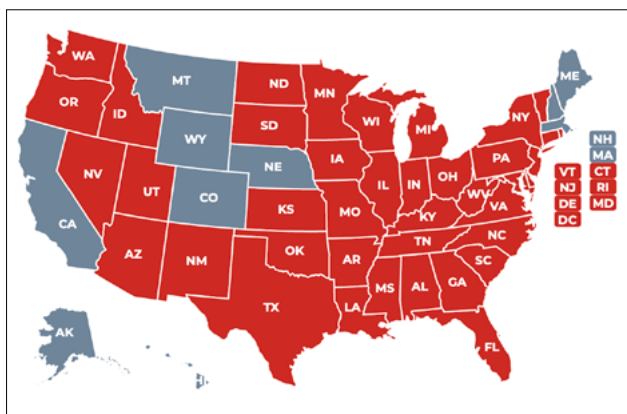 WA
MT
ND
MN
ME
OR
ID
SD
WI
MI
NY
WY
NH
MA
IA
PA
NE
VT CT
NJ RI
DE MD
DC
NV
UT
CO
IL
IN
OH
WV
VA
KS
MO
KY
CA
NC
TN
AZ
NM
OK
AR
SC
MS
AL
GA
TX
LA
AK
FL
HI